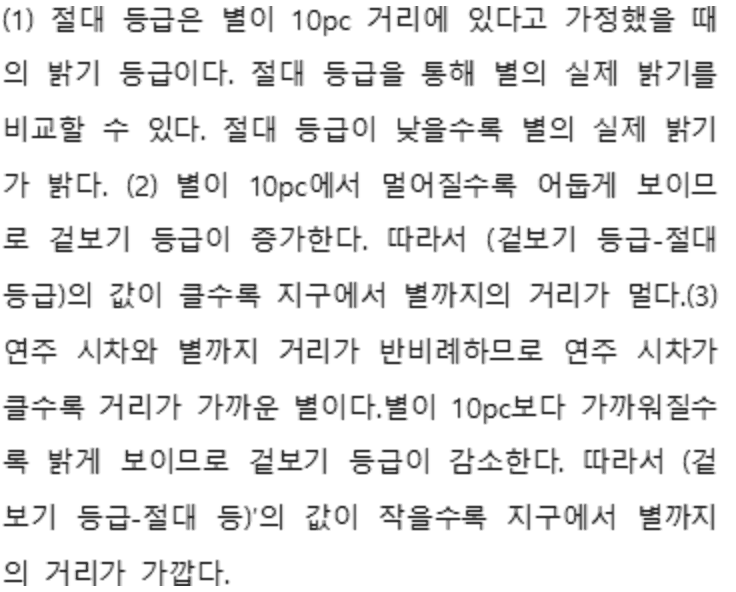 (1) 절대 등급은 별이 10pc 거리에 있다고 가정했을 때
의 밝기 등급이다. 절대 등급을 통해 별의 실제 밝기를
비교할 수 있다. 절대 등급이 낮을수록 별의 실제 밝기
가 밝다. (2) 별이 10pc에서 멀어질수록 어둡게 보이므
로 겉보기 등급이 증가한다. 따라서 (겉보기 등급-절대
등급)의 값이 클수록 지구에서 별까지의 거리가 멀다.(3)
연주 시차와 별까지 거리가 반비례하므로 연주 시차가
클수록 거리가 가까운 별이다.별이 10pc보다 가까워질수
록 밝게 보이므로 겉보기 등급이 감소한다. 따라서 (겉
보기 등급-절대 등)'의 값이 작을수록 지구에서 별까지
의 거리가 가깝다.